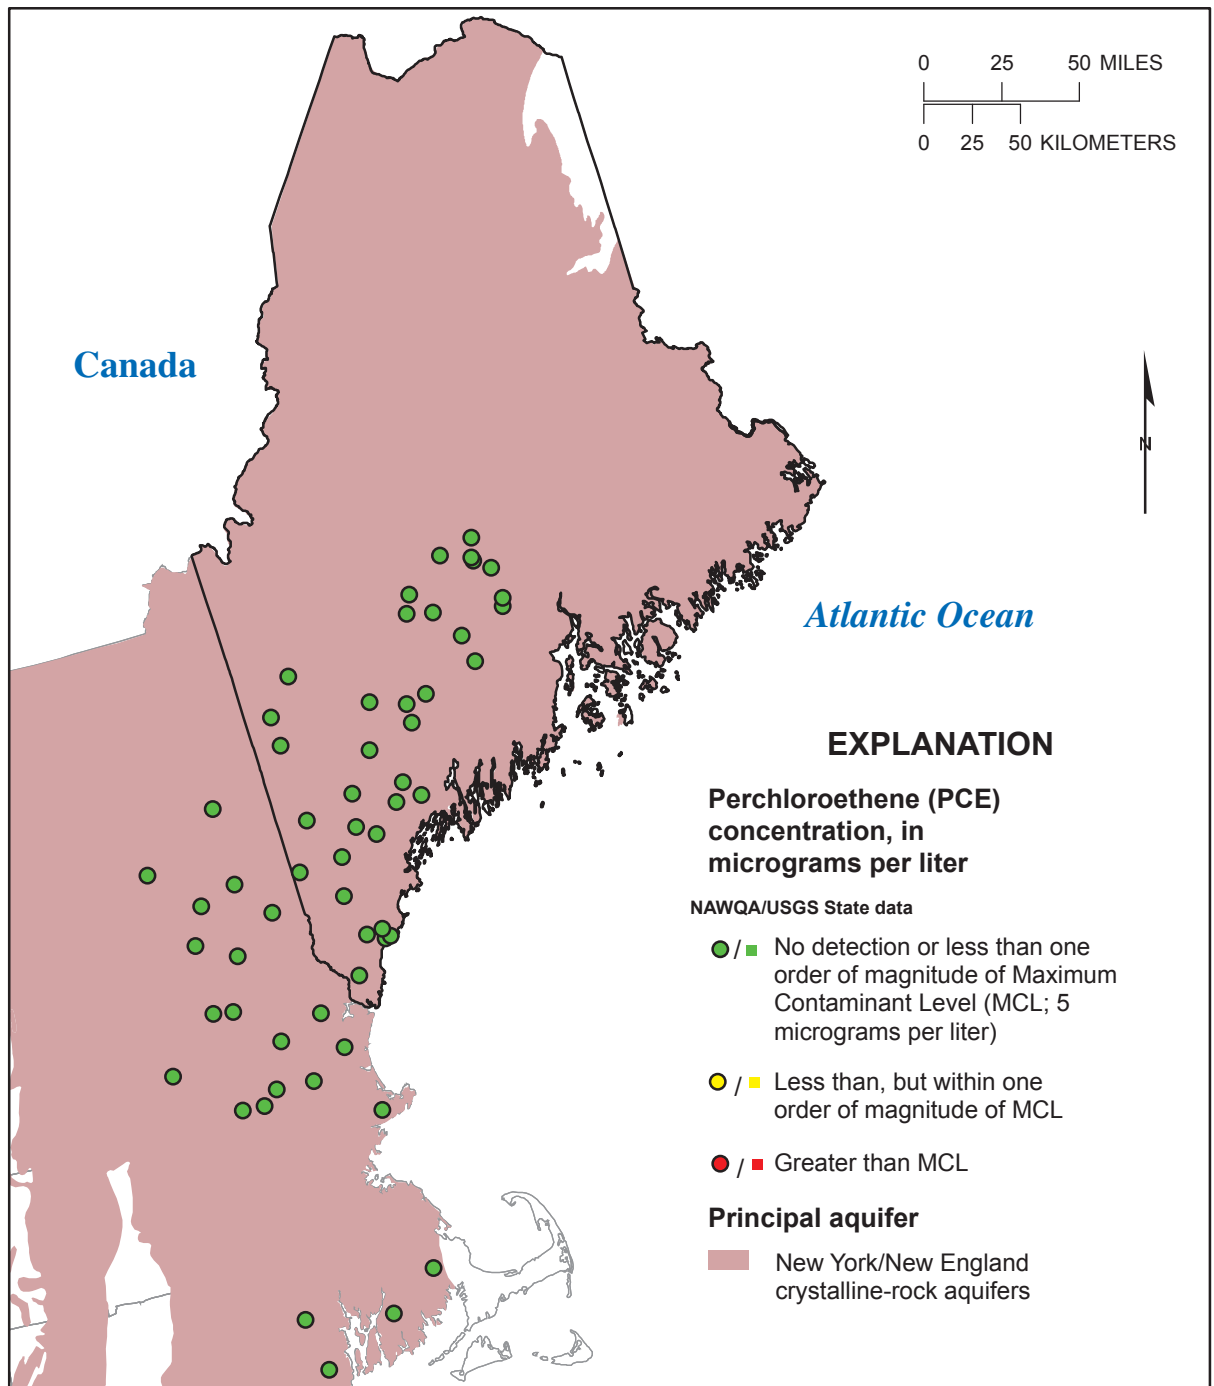 0 25 50 MILES
0 25 50 KILOMETERS
Canada
N
Atlantic Ocean
EXPLANATION
Perchloroethene (PCE)
concentration, in
micrograms per liter
NAWQA/USGS State data
/ No detection or less than one
order of magnitude of Maximum
Contaminant Level (MCL; 5
micrograms per liter)
/ Less than, but within one
order of magnitude of MCL
/ Greater than MCL
Principal aquifer
New York/New England
crystalline-rock aquifers